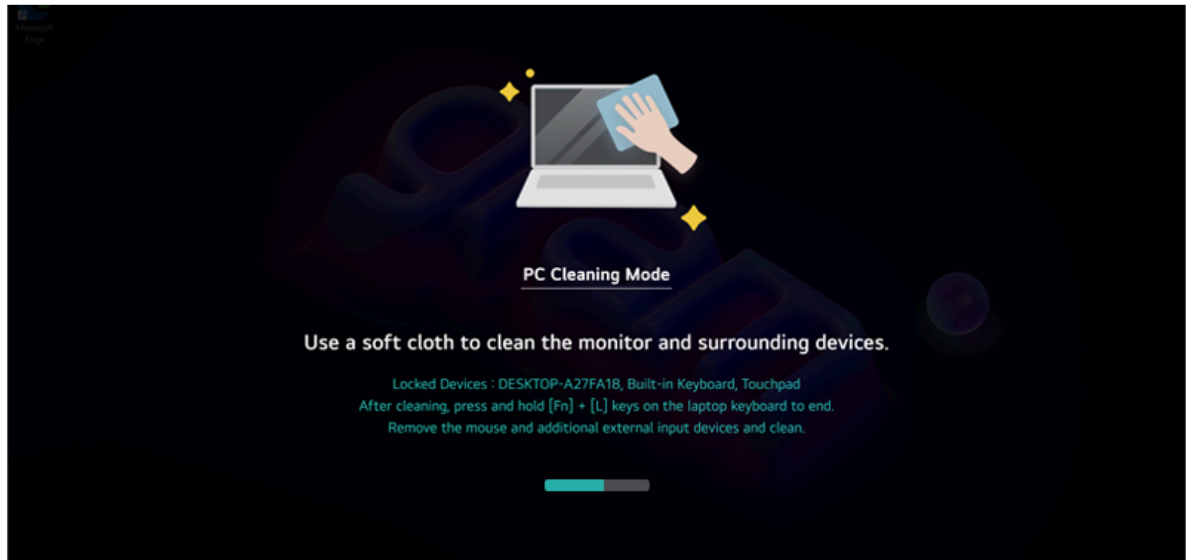 Microsoft
Edge
PC Cleaning Mode
Use a soft cloth to clean the monitor and surrounding devices.
Locked Devices : DESKTOP-A27FA18, Built-in Keyboard, Touchpad
After cleaning, press and hold [Fn] + [L] keys on the laptop keyboard to end.
Remove the mouse and additional external input devices and clean.